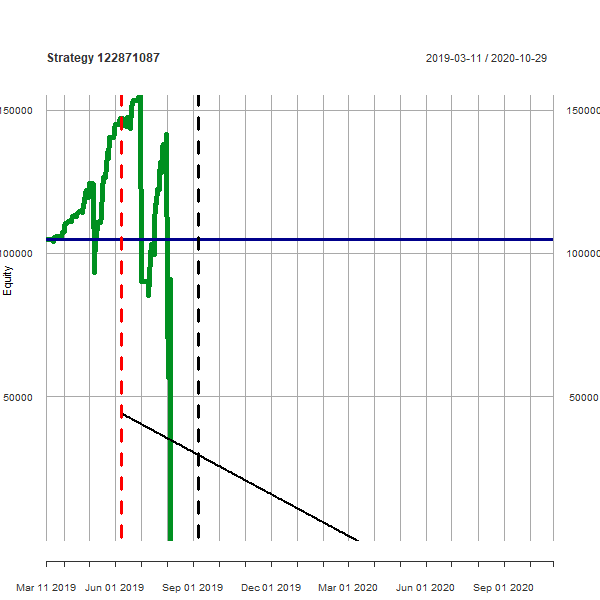 Strategy 122871087
2019-03-11 / 2020-10-29
150000
150000
100000
100000
Equity
50000
50000
Mar 11 2019
Jun 01 2019
Sep 01 2019
Dec 01 2019
Mar 01 2020
Jun 01 2020
Sep 01 2020